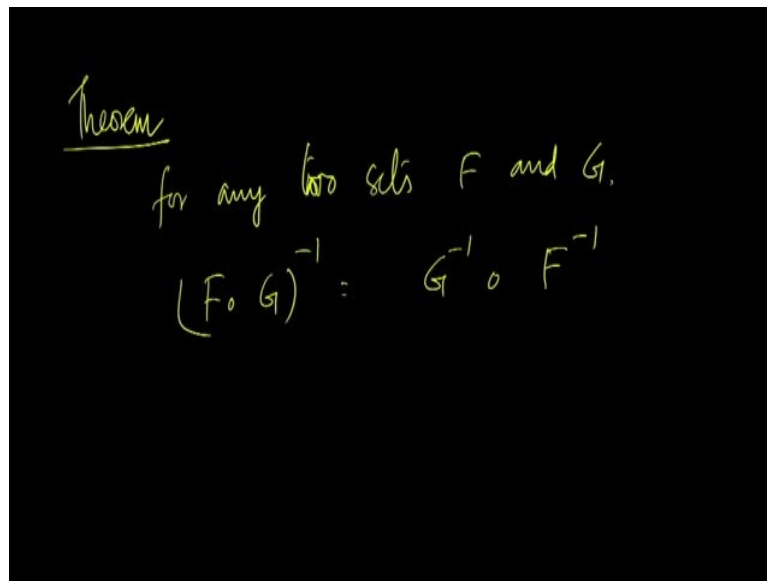 Theorem
for any two sets F and G.
(F∘G)⁻¹ = G⁻¹ ∘ F⁻¹